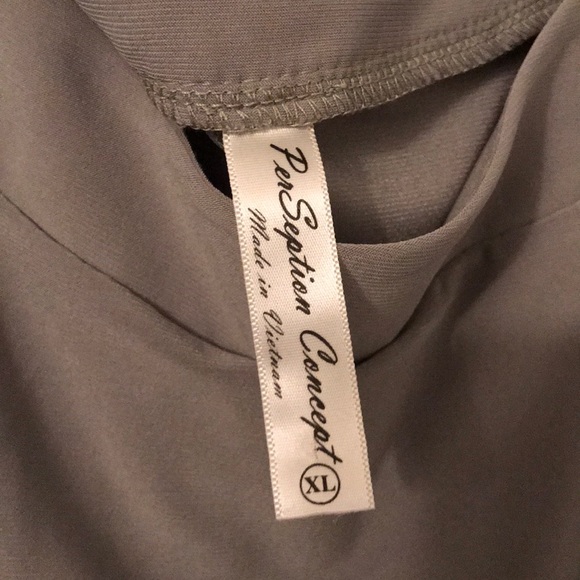 PerSeption Concept
Made in Vietnam
XL